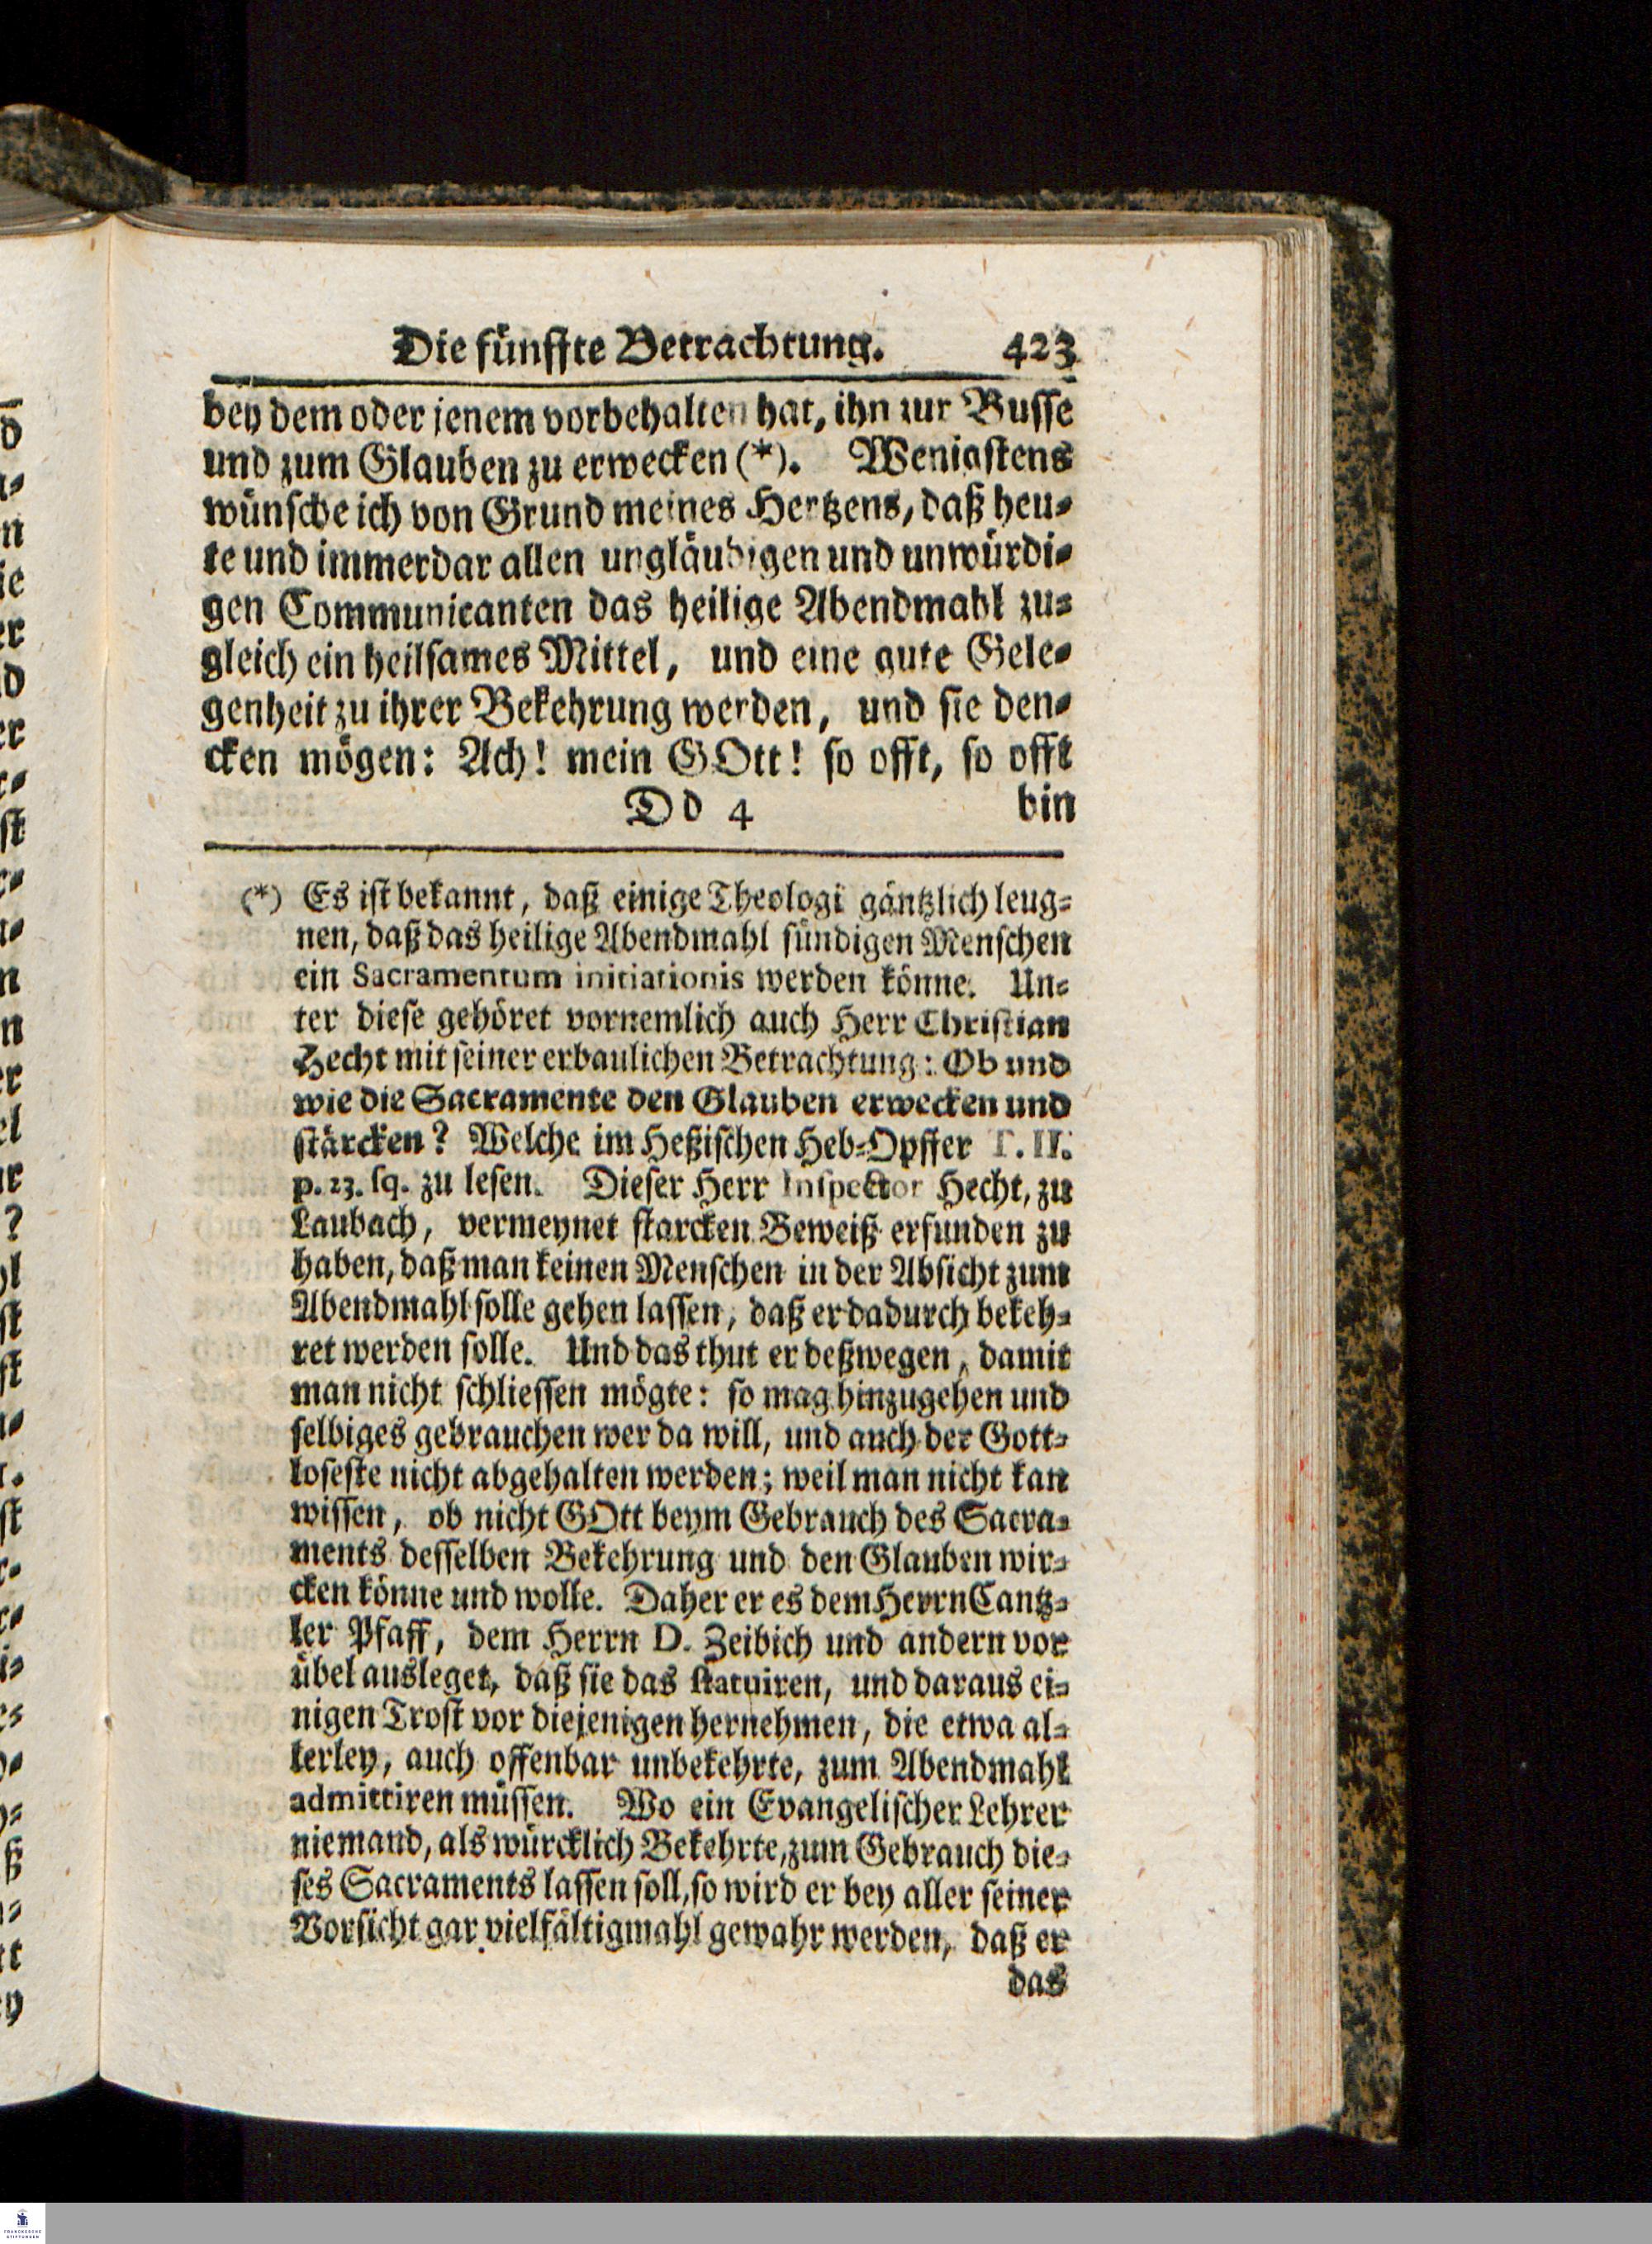 Die fünffte Betrachtung. 423
bey dem oder jenem vorbehalten hat, ihn zur Busse
und zum Glauben zu erwecken (*). Wenigstens
wünsche ich von Grund meines Hertzens, daß heu-
te und immerdar allen ungläubigen und unwürdi-
gen Communicanten das heilige Abendmahl zu-
gleich ein heilsames Mittel, und eine gute Gele-
genheit zu ihrer Bekehrung werden, und sie den-
cken mögen: Ach! mein GOtt! so offt, so offt
Dd 4 bin
(*) Es ist bekannt, daß einige Theologi gäntzlich leug-
nen, daß das heilige Abendmahl sündigen Menschen
ein Sacramentum initiationis werden könne. Un-
ter diese gehöret vornemlich auch Herr Christian
Hecht mit seiner erbaulichen Betrachtung: Ob und
wie die Sacramente den Glauben erwecken und
stärcken? Welche im Heßischen Heb-Opffer T. II.
p. 23. sq. zu lesen. Dieser Herr Inspector Hecht, zu
Laubach, vermeynet starcken Beweiß erfunden zu
haben, daß man keinen Menschen in der Absicht zum
Abendmahl solle gehen lassen, daß er dadurch bekeh-
ret werden solle. Und das thut er deßwegen, damit
man nicht schliessen mögte: so mag hinzugehen und
selbiges gebrauchen wer da will, und auch der Gott-
loseste nicht abgehalten werden; weil man nicht kan
wissen, ob nicht GOtt beym Gebrauch des Sacra-
ments desselben Bekehrung und den Glauben wir-
cken könne und wolle. Daher er es dem Herrn Cantz-
ler Pfaff, dem Herrn D. Zeibich und andern vor
übel ausleget, daß sie das statuiren, und daraus ei-
nigen Trost vor diejenigen hernehmen, die etwa al-
lerley, auch offenbar unbekehrte, zum Abendmahl
admittiren müssen. Wo ein Evangelischer Lehrer
niemand, als würcklich Bekehrte, zum Gebrauch die-
ses Sacraments lassen soll, so wird er bey aller seiner
Vorsicht gar vielfältigmahl gewahr werden, daß er
das
FRANCKESCHE
STIFTUNGEN